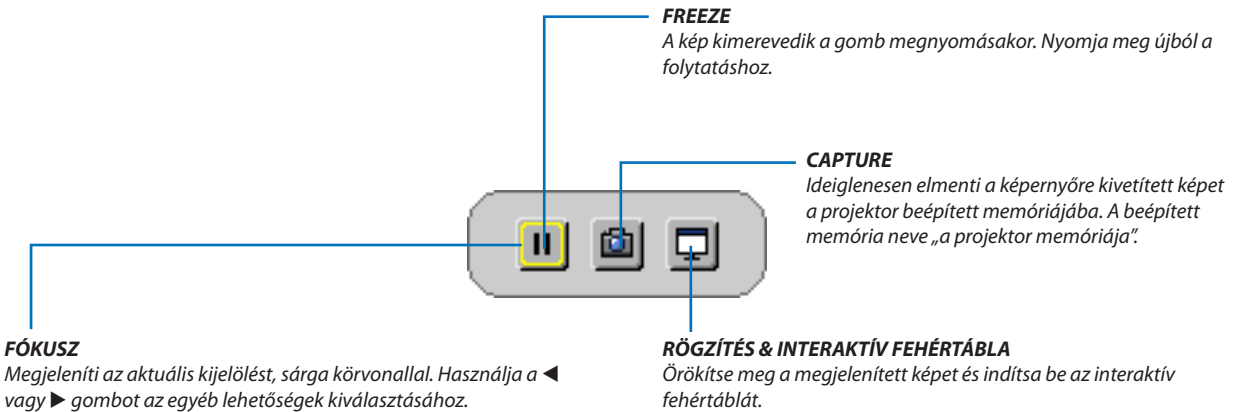 FREEZE
A kép kimerevedik a gomb megnyomásakor. Nyomja meg újból a
folytatáshoz.
CAPTURE
Ideiglenesen elmenti a képernyőre kivetített képet
a projektor beépített memóriájába. A beépített
memória neve „a projektor memóriája”.
FÓKUSZ
Megjeleníti az aktuális kijelölést, sárga körvonallal. Használja a ◀
vagy ▶ gombot az egyéb lehetőségek kiválasztásához.
RÖGZÍTÉS & INTERAKTÍV FEHÉRTÁBLA
Örökítse meg a megjelenített képet és indítsa be az interaktív
fehértáblát.